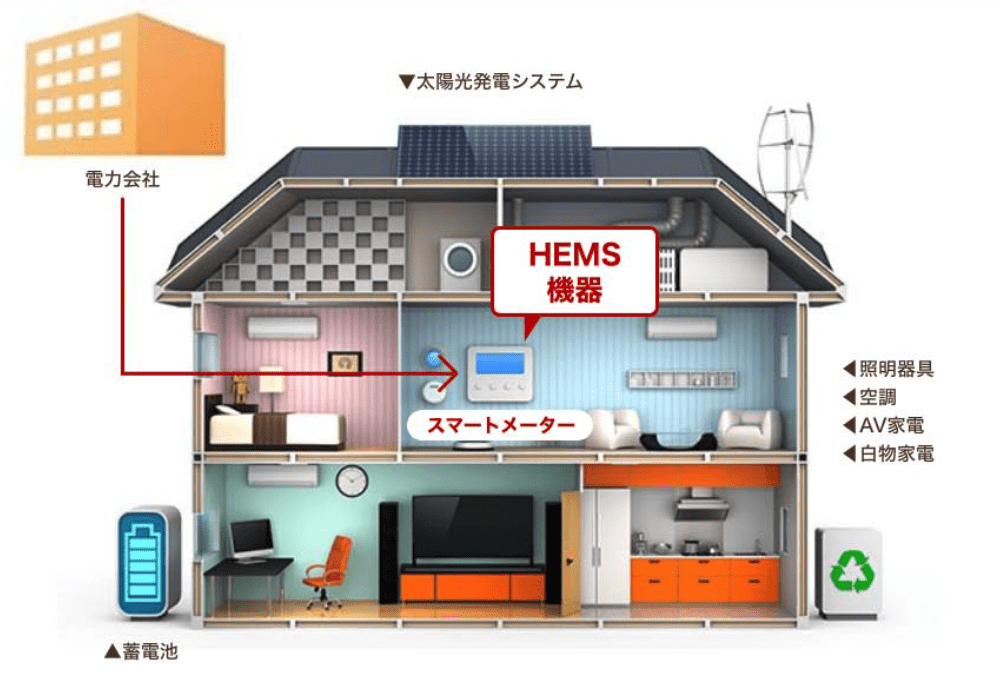 ▼太陽光発電システム
電力会社
HEMS
機器
スマートメーター
◀照明器具
◀空調
◀AV家電
◀白物家電
▲蓄電池